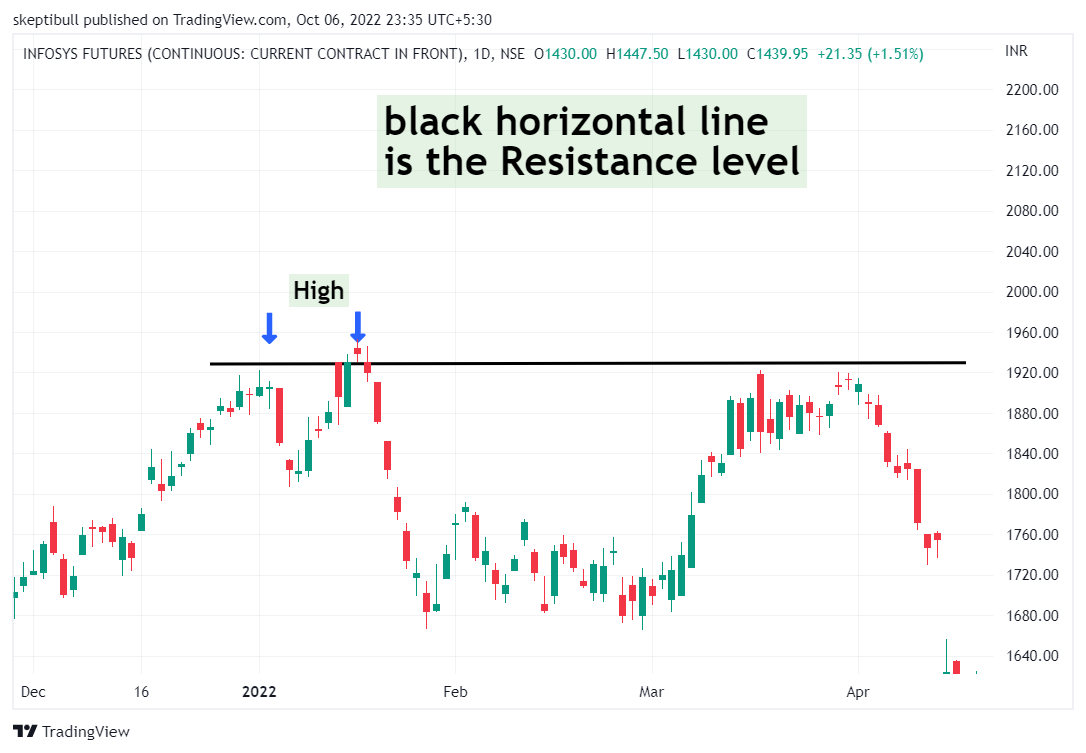 skeptibull published on TradingView.com, Oct 06, 2022 23:35 UTC+5:30
INFOSYS FUTURES (CONTINUOUS: CURRENT CONTRACT IN FRONT), 1D, NSE O1430.00 H1447.50 L1430.00 C1439.95 +21.35 (+1.51%)
INR
black horizontal line
is the Resistance level
High
2200.00
2160.00
2120.00
2080.00
2040.00
2000.00
1960.00
1920.00
1880.00
1840.00
1800.00
1760.00
1720.00
1680.00
1640.00
Dec 16 2022 Feb Mar Apr
TradingView